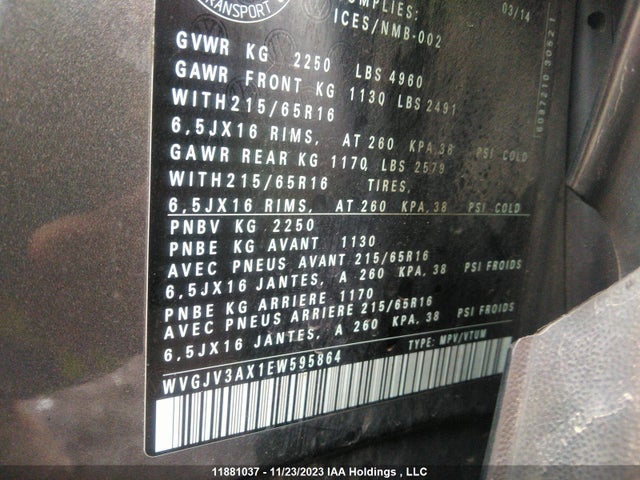 TRANSPORT
COMPLIES: 03/14
ICES/NMB-002
GVWR KG 2250 LBS 4960
GAWR FRONT KG 1130 LBS 2491
WITH215/65R16
6,5JX16 RIMS, AT 260 KPA,38 PSI COLD
GAWR REAR KG 1170 LBS 2579
WITH215/65R16 TIRES,
6,5JX16 RIMS, AT 260 KPA,38 PSI COLD
PNBV KG 2250
PNBE KG AVANT 1130
AVEC PNEUS AVANT 215/65R16
6,5JX16 JANTES, A 260 KPA, 38 PSI FROIDS
PNBE KG ARRIERE 1170
AVEC PNEUS ARRIERE 215/65R16
6,5JX16 JANTES, A 260 KPA, 38 PSI FROIDS
WVGJV3AX1EW595864 TYPE: MPV/VTUM
11881037 - 11/23/2023 IAA Holdings , LLC